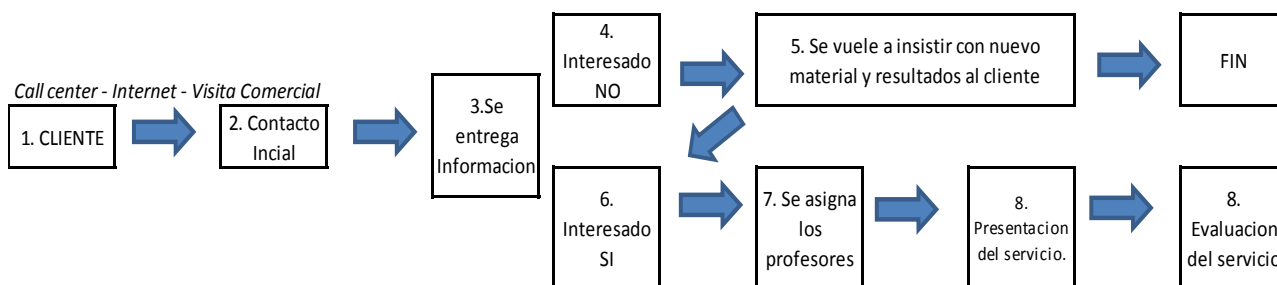 Call center - Internet - Visita Comercial
1. CLIENTE
2. Contacto
Incial
3.Se
entrega
Informacion
4.
Interesado
NO
5. Se vuele a insistir con nuevo
material y resultados al cliente
FIN
6.
Interesado
SI
7. Se asigna
los
profesores
8.
Presentacion
del servicio.
8.
Evaluacion
del servicio